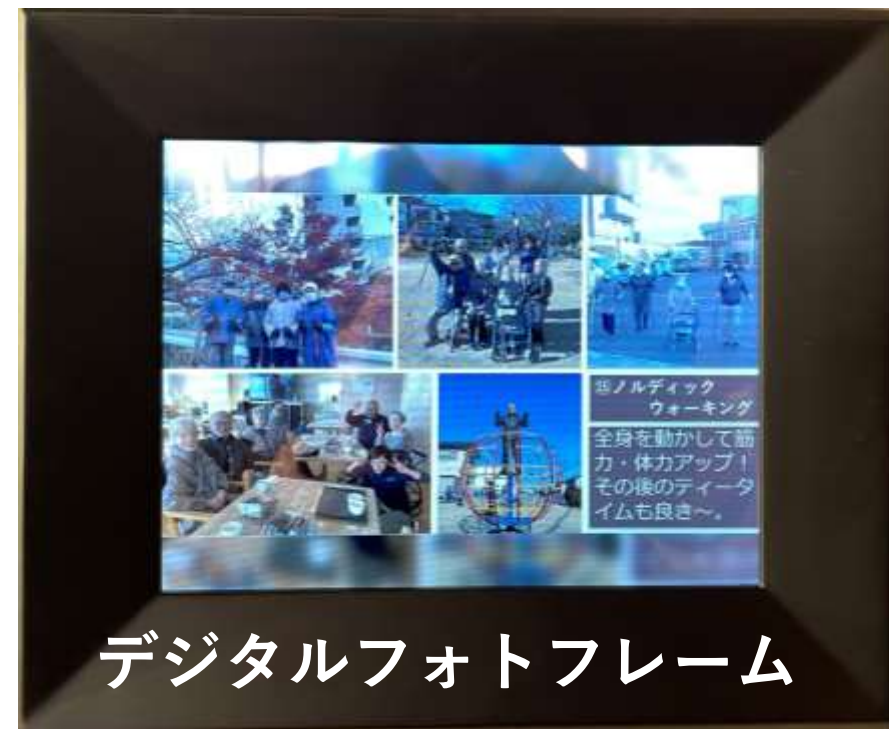 ㉟ノルディック
ウォーキング
全身を動かして筋
力・体力アップ！
その後のティータ
イムも良き～。
デジタルフォトフレーム